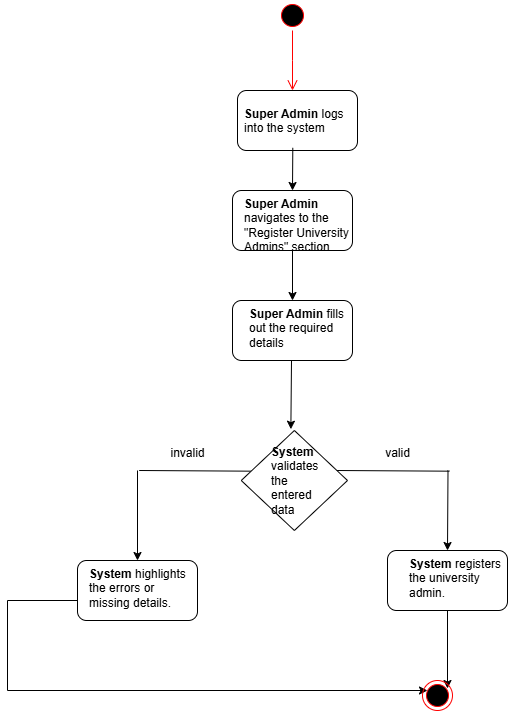 Super Admin logs
into the system
Super Admin
navigates to the
"Register University
Admins" section
Super Admin fills
out the required
details
invalid
valid
System
validates
the
entered
data
System highlights
the errors or
missing details.
System registers
the university
admin.